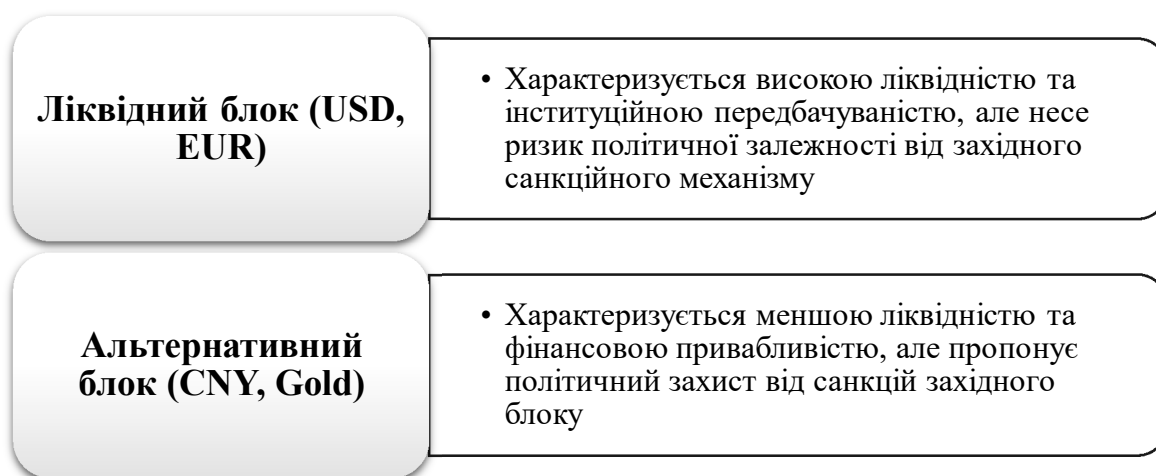 Ліквідний блок (USD,
EUR)
• Характеризується високою ліквідністю та
інституційною передбачуваністю, але несе
ризик політичної залежності від західного
санкційного механізму
Альтернативний
блок (CNY, Gold)
• Характеризується меншою ліквідністю та
фінансовою привабливістю, але пропонує
політичний захист від санкцій західного
блоку